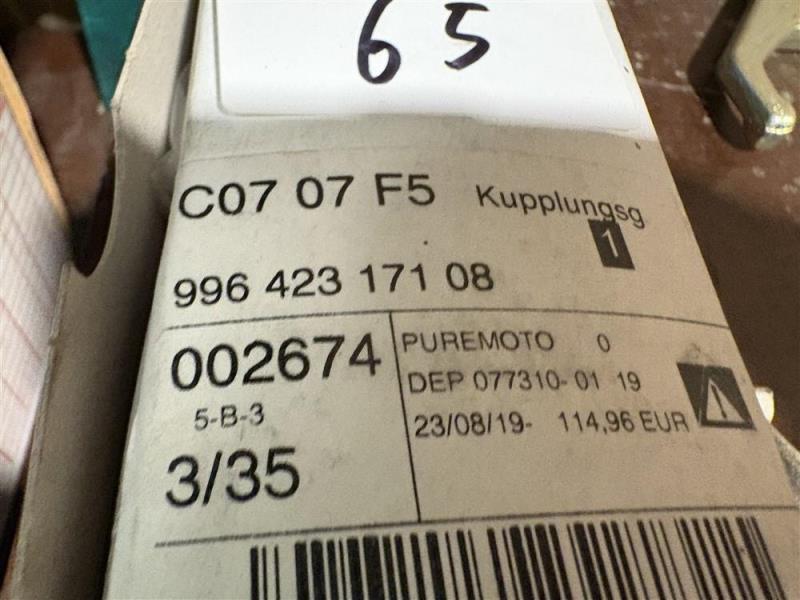 65
C07 07 F5 Kupplungsg
1
996 423 171 08
002674
PUREMOTO 0
5-B-3
DEP 077310-01 19
3/35
23/08/19- 114,96 EUR